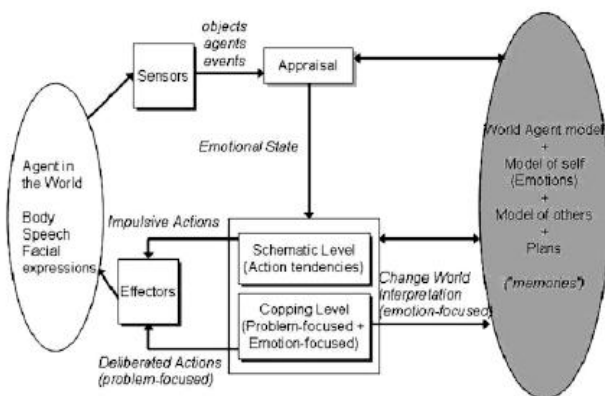 objects
agents
events
Sensors
Appraisal
Emotional State
Agent in
the World
Body
Speech
Facial
expressions
Impulsive Actions
Effectors
Deliberated Actions
(problem-focused)
Schematic Level
(Action tendencies)
Copping Level
(Problem-focused +
Emotion-focused)
Change World
Interpretation
(emotion-focused)
World Agent model
+
Model of self
(Emotions)
+
Model of others
+
Plans
("memories")